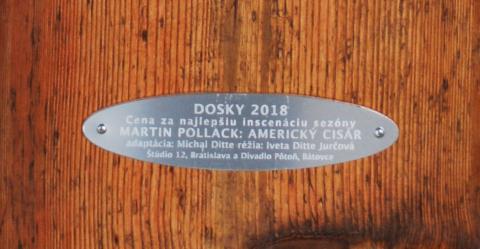 DOSKY 2018
Cena za najlepšiu inscenáciu sezóny
MARTIN POLLACK: AMERICKÝ CISÁR
adaptácia: Michal Ditte réžia: Iveta Ditte Jurčová
Štúdio 12, Bratislava a Divadlo Pôtoň, Bátovce